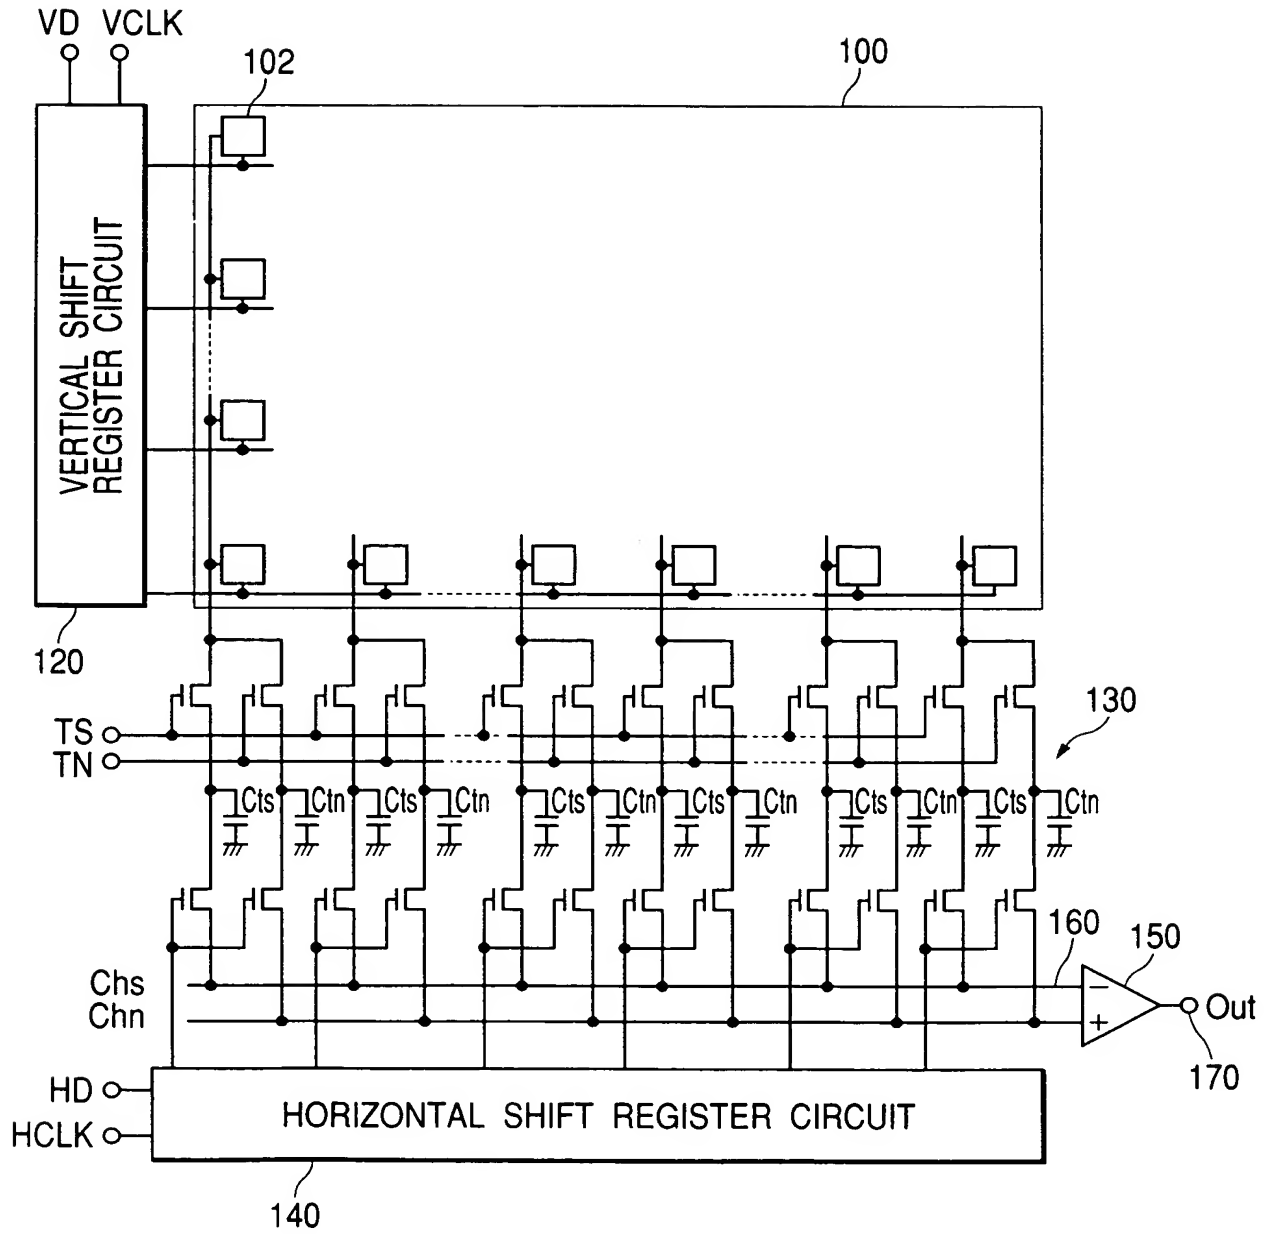 VD VCLK
102
100
VERTICAL SHIFT
REGISTER CIRCUIT
120
TS
TN
130
Cts Ctn Cts Ctn Cts Ctn Cts Ctn Cts Ctn Cts Ctn
160
150
Chs
Chn
−
+
Out
170
HD
HCLK
HORIZONTAL SHIFT REGISTER CIRCUIT
140